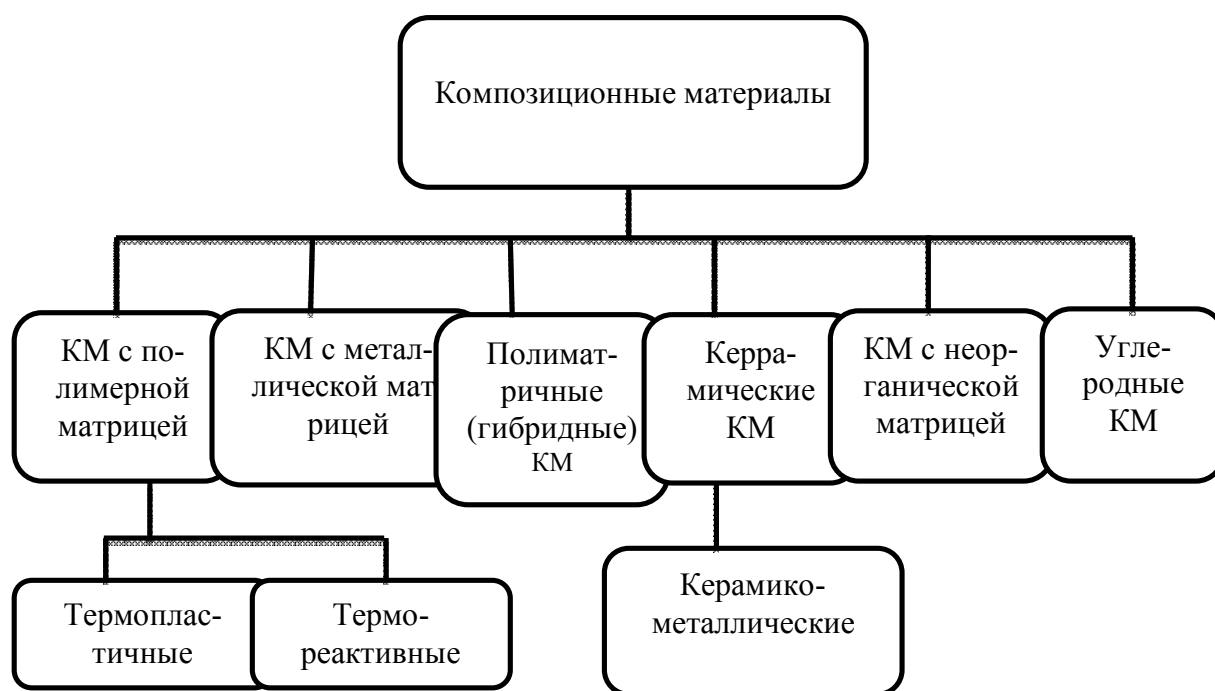 Композиционные материалы
КМ с по-
лимерной
матрицей
КМ с метал-
лической мат
рицей
Полимат-
ричные
(гибридные)
КМ
Керра-
мические
КМ
КМ с неор-
ганической
матрицей
Угле-
родные
КМ
Термоплас-
тичные
Термо-
реактивные
Керамико-
металлические